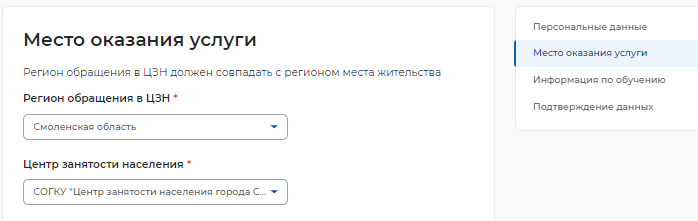 Место оказания услуги
Регион обращения в ЦЗН должен совпадать с регионом места жительства
Регион обращения в ЦЗН *
Смоленская область
Центр занятости населения *
СОГКУ "Центр занятости населения города С...
Персональные данные
Место оказания услуги
Информация по обучению
Подтверждение данных